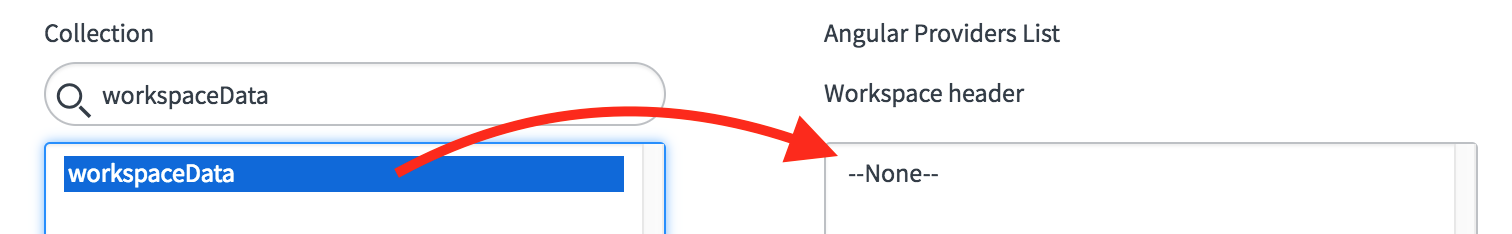 Collection
workspaceData
workspaceData
Angular Providers List
Workspace header
--None--